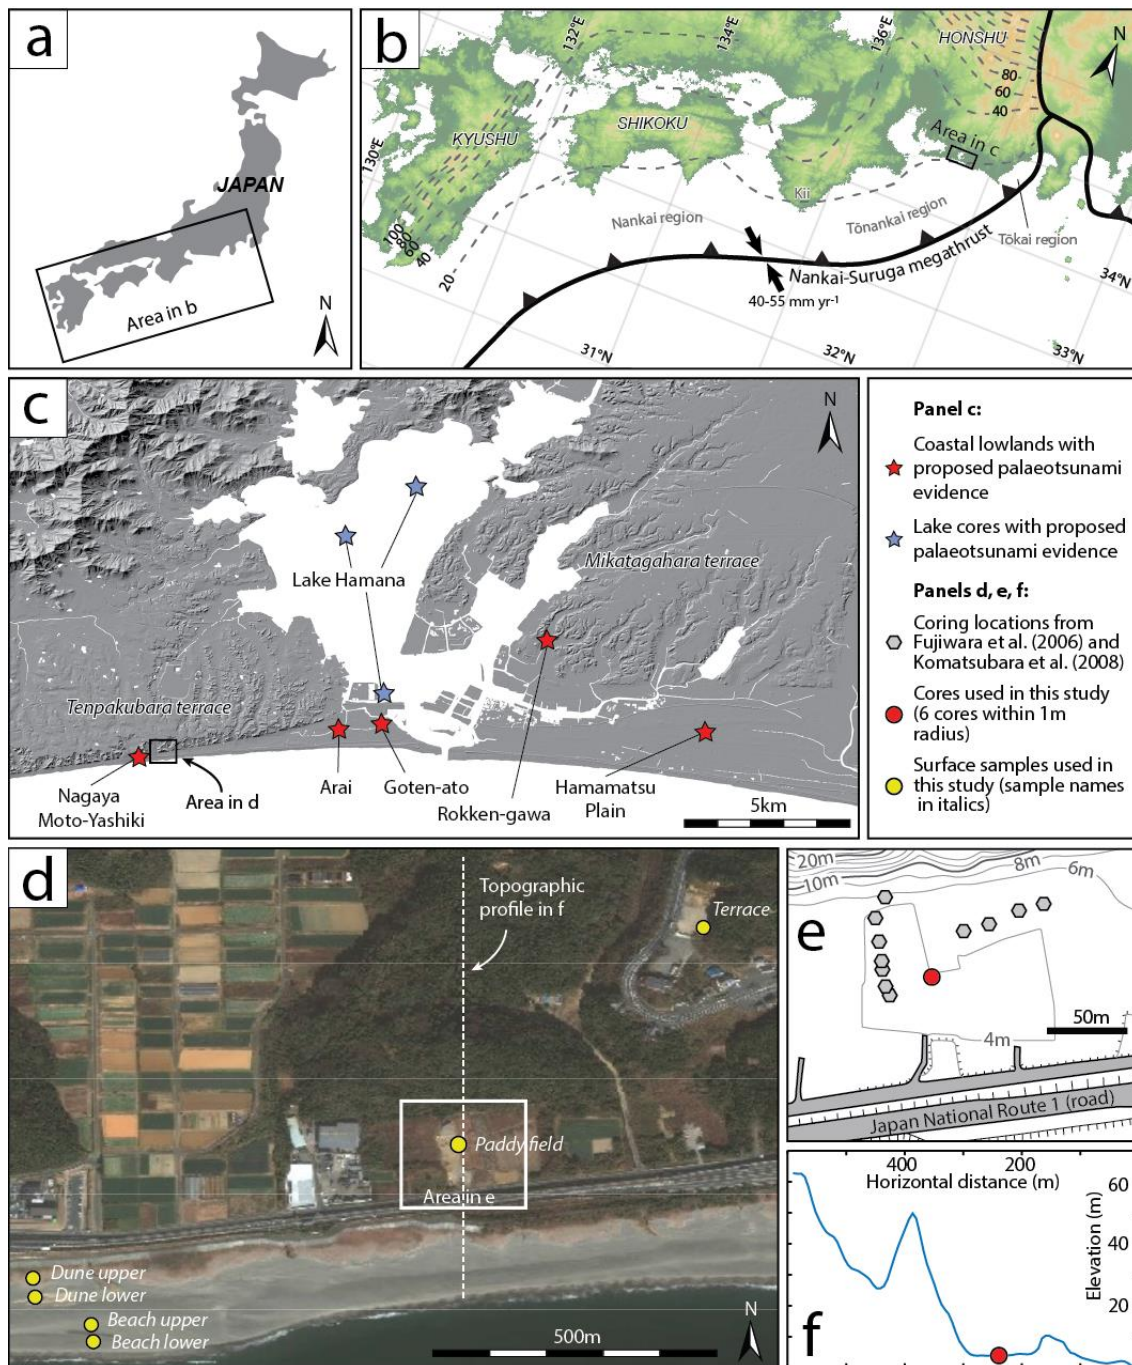 a
JAPAN
Area in b
N
b
132°E
134°E
136°E
HONSHU
N
80
60
40
130°E
KYUSHU
SHIKOKU
Area in c
Kii
100
80
60
40
20
Nankai region
Tōnankai region
Tōkai region
Nankai-Suruga megathrust
40-55 mm yr-1
31°N
32°N
33°N
34°N
c
N
Lake Hamana
Mikatagahara terrace
Tenpakubara terrace
Nagaya
Moto-Yashiki
Area in d
Arai
Goten-ato
Rokken-gawa
Hamamatsu
Plain
5km
Panel c:
Coastal lowlands with
proposed palaeotsunami
evidence
Lake cores with proposed
palaeotsunami evidence
Panels d, e, f:
Coring locations from
Fujiwara et al. (2006) and
Komatsubara et al. (2008)
Cores used in this study
(6 cores within 1m
radius)
Surface samples used in
this study (sample names
in italics)
d
Topographic
profile in f
Terrace
Paddy field
Area in e
Dune upper
Dune lower
Beach upper
Beach lower
500m
N
20m
10m
8m
6m
e
50m
4m
Japan National Route 1 (road)
400
200
Horizontal distance (m)
60
40
20
Elevation (m)
f